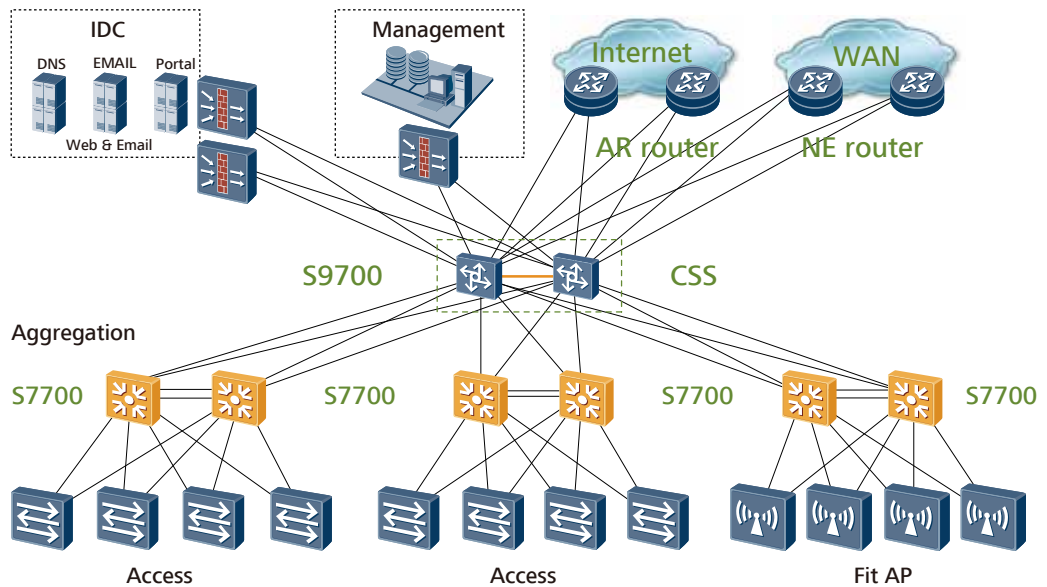 IDC
Management
DNS
EMAIL
Portal
Web & Email
Internet
WAN
AR router
NE router
S9700
CSS
Aggregation
S7700
S7700
S7700
S7700
Access
Access
Fit AP